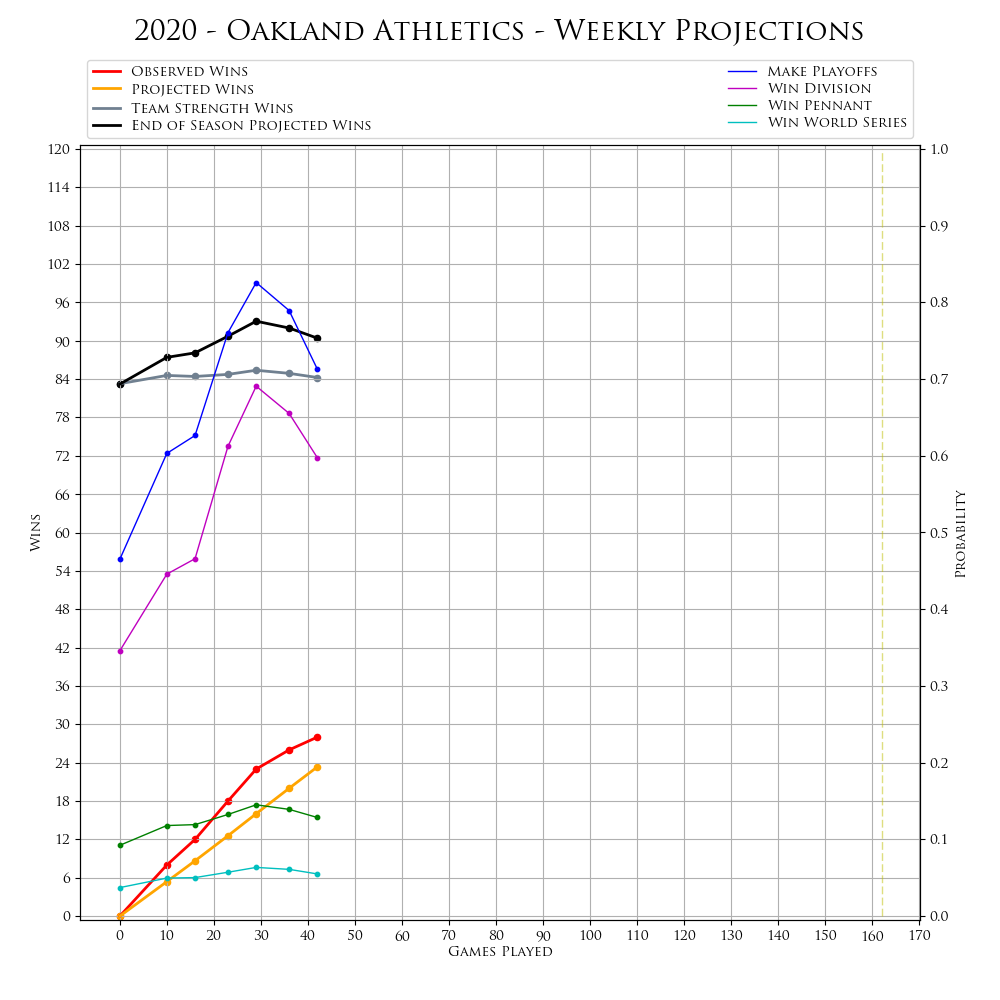 2020 - Oakland Athletics - Weekly Projections
Observed Wins
Projected Wins
Team Strength Wins
End of Season Projected Wins
Make Playoffs
Win Division
Win Pennant
Win World Series
120
114
108
102
96
90
84
78
72
66
60
54
48
42
36
30
24
18
12
6
0
Wins
1.0
0.9
0.8
0.7
0.6
0.5
0.4
0.3
0.2
0.1
0.0
Probability
0 10 20 30 40 50 60 70 80 90 100 110 120 130 140 150 160 170
Games Played